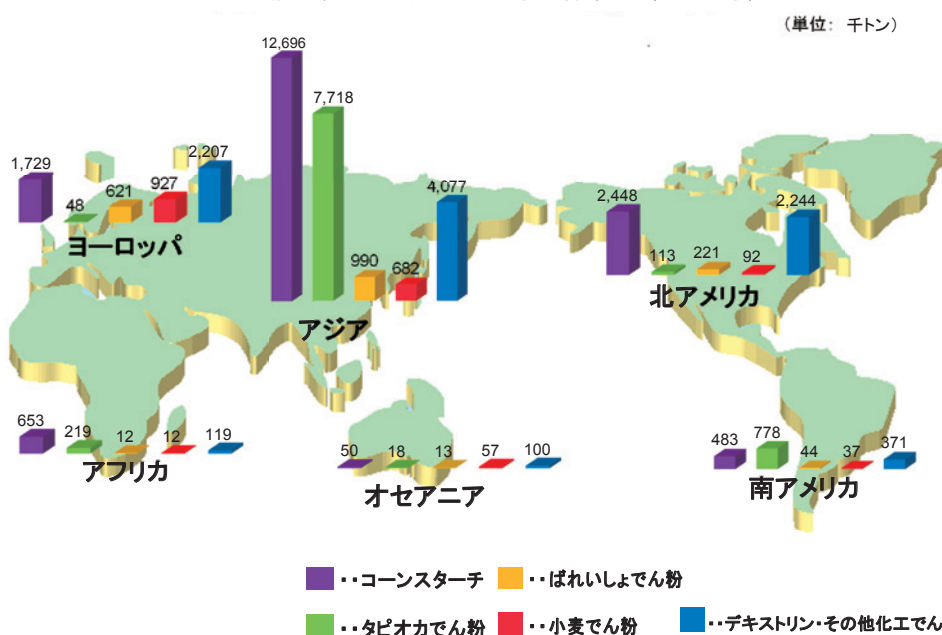 （単位： 千トン）
12,696
7,718
990
682
4,077
アジア
1,729
48
621
927
2,207
ヨーロッパ
2,448
113
221
92
2,244
北アメリカ
653
219
12
12
119
アフリカ
50
18
13
57
100
オセアニア
483
778
44
37
371
南アメリカ
・・コーンスターチ
・・ばれいしょでん粉
・・タピオカでん粉
・・小麦でん粉
・・デキストリン・その他化工でん